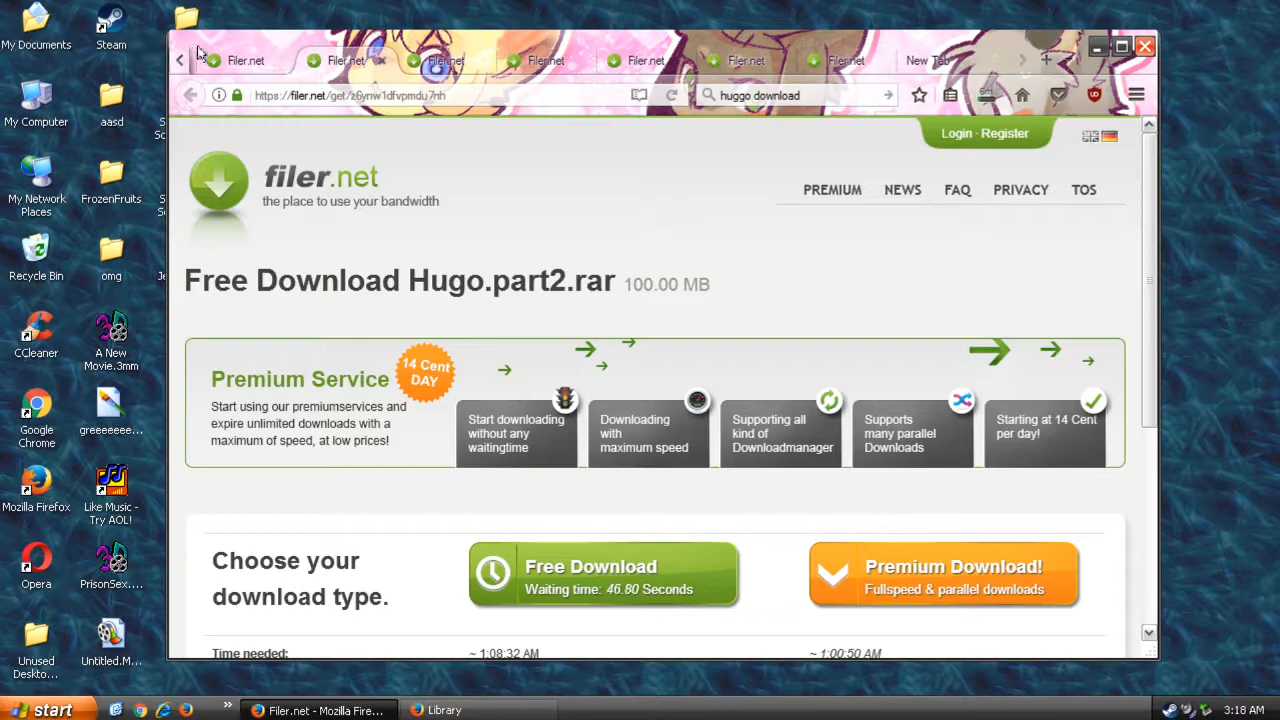 My Documents
Steam
My Computer
aasd
My Network
Places
FrozenFruits
Recycle Bin
omg
CCleaner
A New
Movie.3mm
Google
Chrome
greeeeeee...
Mozilla Firefox
Like Music -
Try AOL!
Opera
PrisonSex....
Unused
Deskto...
Untitled.M...
Filer.net
Filer.net
Filer.net
Filer.net
Filer.net
Filer.net
Filer.net
New Tab
https://filer.net/get/z6ynw1dfvpmdu7nh
huggo download
Login · Register
filer.net
the place to use your bandwidth
PREMIUM NEWS FAQ PRIVACY TOS
Free Download Hugo.part2.rar 100.00 MB
Premium Service
14 Cent
DAY
Start using our premiumservices and
expire unlimited downloads with a
maximum of speed, at low prices!
Start downloading
without any
waitingtime
Downloading
with
maximum speed
Supporting all
kind of
Downloadmanager
Supports
many parallel
Downloads
Starting at 14 Cent
per day!
Choose your
download type.
Free Download
Waiting time: 46.80 Seconds
Premium Download!
Fullspeed & parallel downloads
Time needed:
~ 1:08:32 AM
~ 1:00:50 AM
start
Filer.net - Mozilla Fire...
Library
3:18 AM